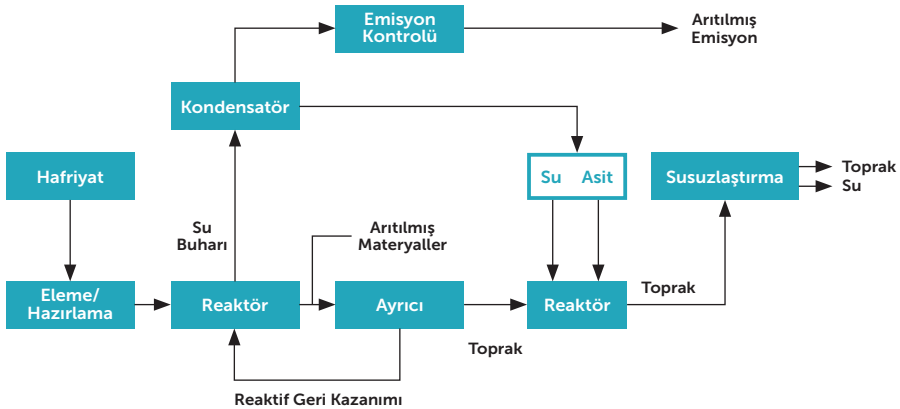 Emisyon
Kontrolü
Arıtılmış
Emisyon
Kondensatör
Hafriyat
Su Asit
Susuzlaştırma
Toprak
Su
Su
Buharı
Arıtılmış
Materyaller
Eleme/
Hazırlama
Reaktör
Ayrıcı
Reaktör
Toprak
Toprak
Reaktif Geri Kazanımı